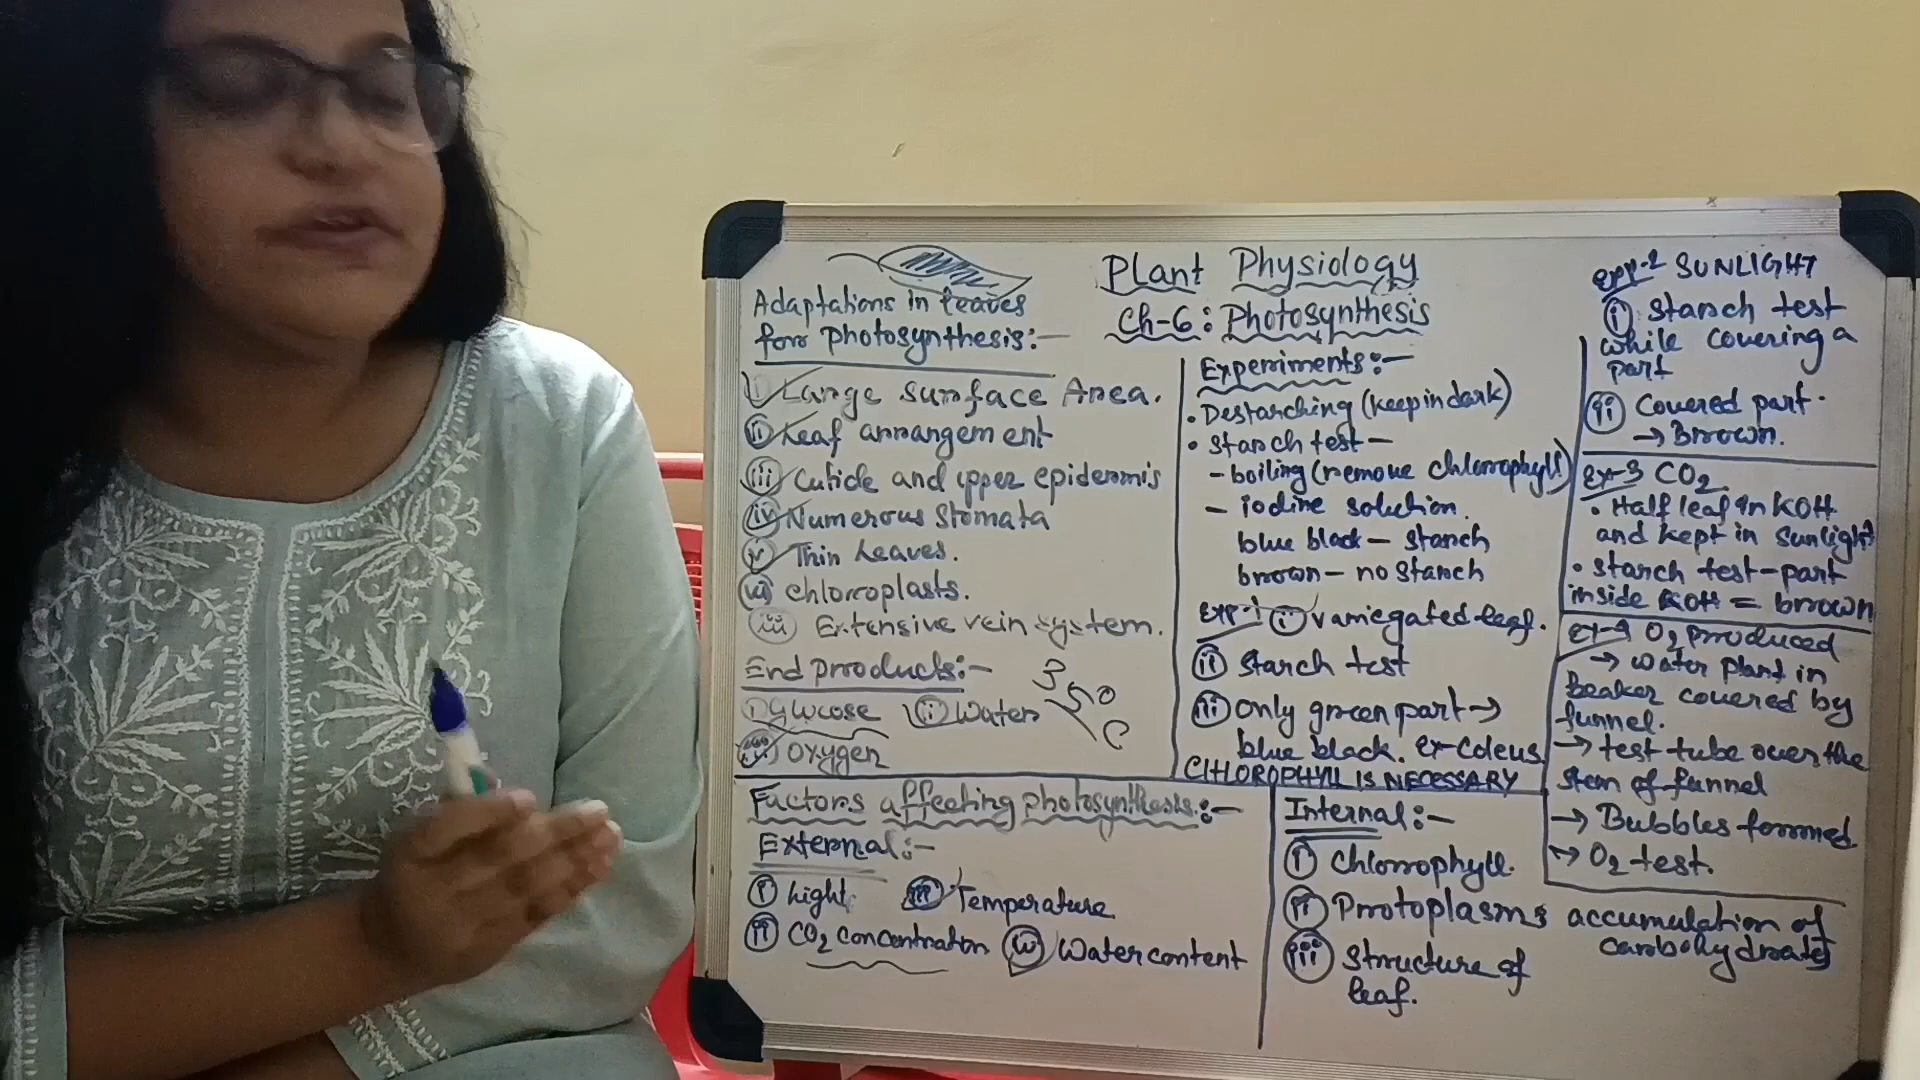 Plant Physiology
Ch-6: Photosynthesis
Adaptations in leaves
for photosynthesis:-
i Large Surface Area.
ii Leaf arrangement
iii Cuticle and upper epidermis
iv Numerous Stomata
v Thin Leaves.
vi chloroplasts.
Extensive vein system.
End products:-
i Glucose ii Water
iii Oxygen
Experiments:-
• Destarching (keep in dark)
• Starch test -
- boiling (remove chlorophyll)
- iodine solution.
blue black - starch
brown - no starch
Exp-1 i variegated leaf.
ii Starch test
iii Only green part →
blue black. ex-Coleus
CHLOROPHYLL IS NECESSARY
exp-2 SUNLIGHT
i Starch test
while covering a
part
ii Covered part.
→ Brown.
Ex-3 CO2
• Half leaf in KOH
and kept in Sunlight
• Starch test - part
inside KOH = brown
Ex-4 O2 produced
→ water plant in
beaker covered by
funnel.
→ test tube over the
stem of funnel
→ Bubbles formed
→ O2 test.
Factors affecting photosynthesis:-
External:-
i Light iii Temperature
ii CO2 concentration iv Water content
Internal:-
i Chlorophyll.
ii Protoplasm & accumulation of
carbohydrates
iii Structure of
leaf.